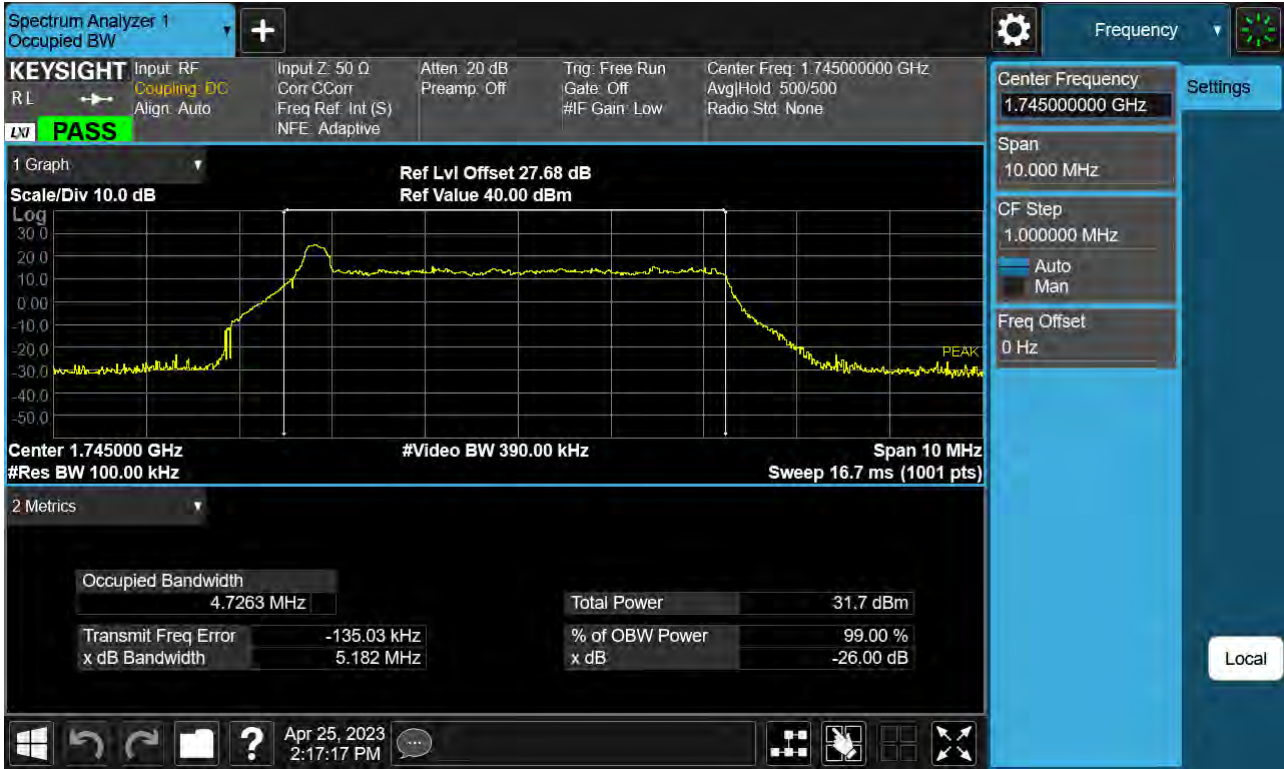 Spectrum Analyzer 1
Occupied BW
+
Frequency
KEYSIGHT
R L
LXI PASS
Input: RF
Coupling: DC
Align: Auto
Input Z: 50 Ω
Corr CCorr
Freq Ref: Int (S)
NFE: Adaptive
Atten: 20 dB
Preamp: Off
Trig: Free Run
Gate: Off
#IF Gain: Low
Center Freq: 1.745000000 GHz
Avg|Hold: 500/500
Radio Std: None
1 Graph
Scale/Div 10.0 dB
Ref Lvl Offset 27.68 dB
Ref Value 40.00 dBm
Log
30.0
20.0
10.0
0.00
-10.0
-20.0
-30.0
-40.0
-50.0
PEAK
Center 1.745000 GHz
#Video BW 390.00 kHz
Span 10 MHz
#Res BW 100.00 kHz
Sweep 16.7 ms (1001 pts)
2 Metrics
Occupied Bandwidth
4.7263 MHz
Transmit Freq Error -135.03 kHz
x dB Bandwidth 5.182 MHz
Total Power 31.7 dBm
% of OBW Power 99.00 %
x dB -26.00 dB
Center Frequency
1.745000000 GHz
Span
10.000 MHz
CF Step
1.000000 MHz
Auto
Man
Freq Offset
0 Hz
Settings
Local
?
Apr 25, 2023
2:17:17 PM